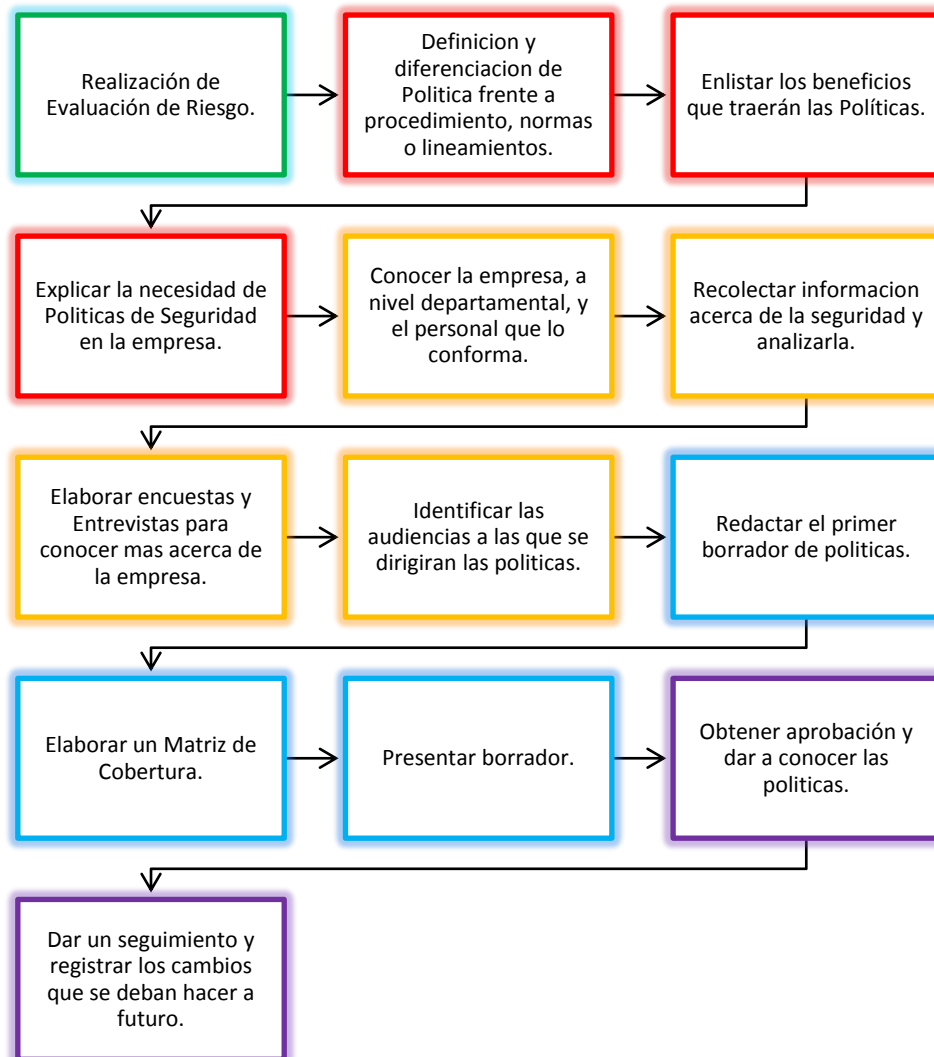 Realización de
Evaluación de Riesgo.
Definicion y
diferenciacion de
Politica frente a
procedimiento, normas
o lineamientos.
Enlistar los beneficios
que traerán las Políticas.
Explicar la necesidad de
Politicas de Seguridad
en la empresa.
Conocer la empresa, a
nivel departamental, y
el personal que lo
conforma.
Recolectar informacion
acerca de la seguridad y
analizarla.
Elaborar encuestas y
Entrevistas para
conocer mas acerca de
la empresa.
Identificar las
audiencias a las que se
dirigiran las politicas.
Redactar el primer
borrador de politicas.
Elaborar un Matriz de
Cobertura.
Presentar borrador.
Obtener aprobación y
dar a conocer las
politicas.
Dar un seguimiento y
registrar los cambios
que se deban hacer a
futuro.